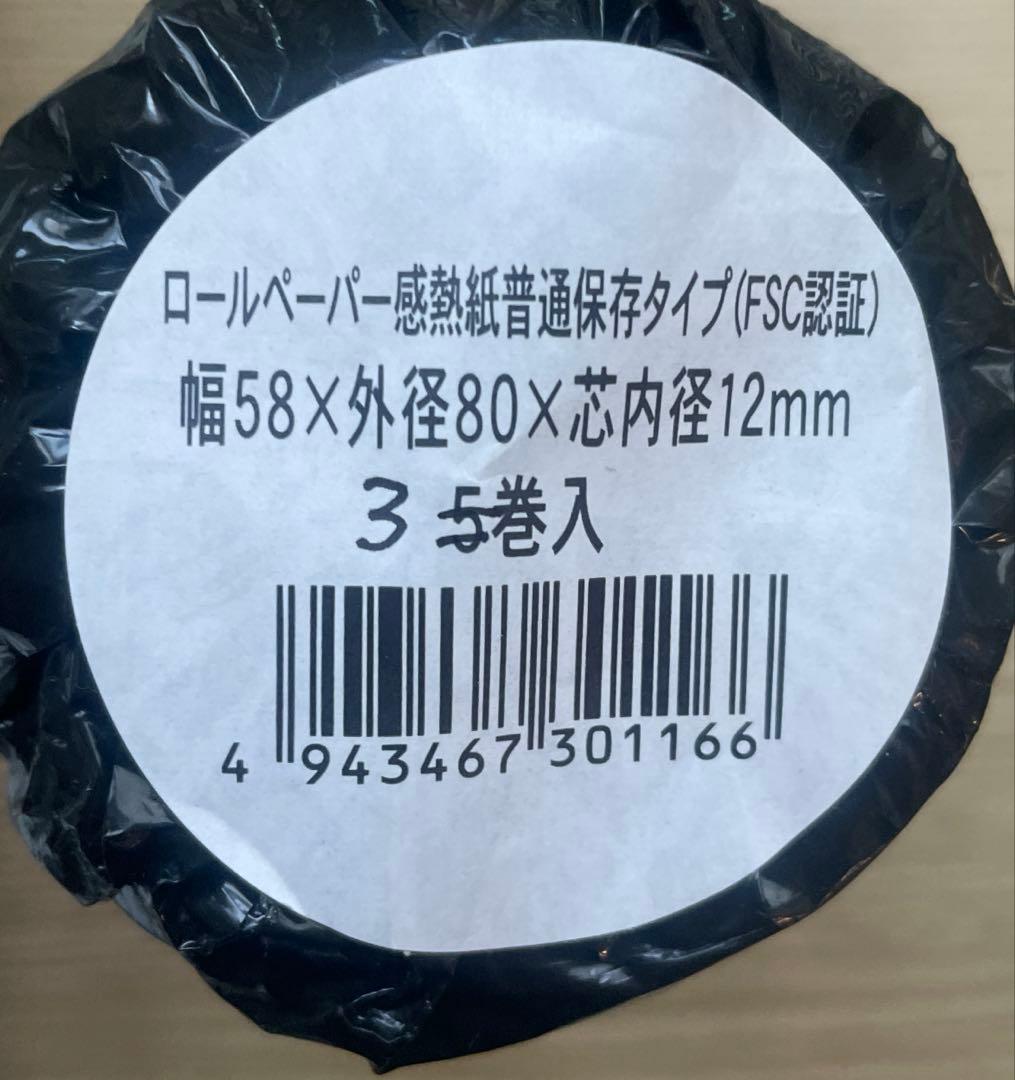 ロールペーパー感熱紙普通保存タイプ(FSC認証)
幅58×外径80×芯内径12mm
3 5巻入
4 943467 301166